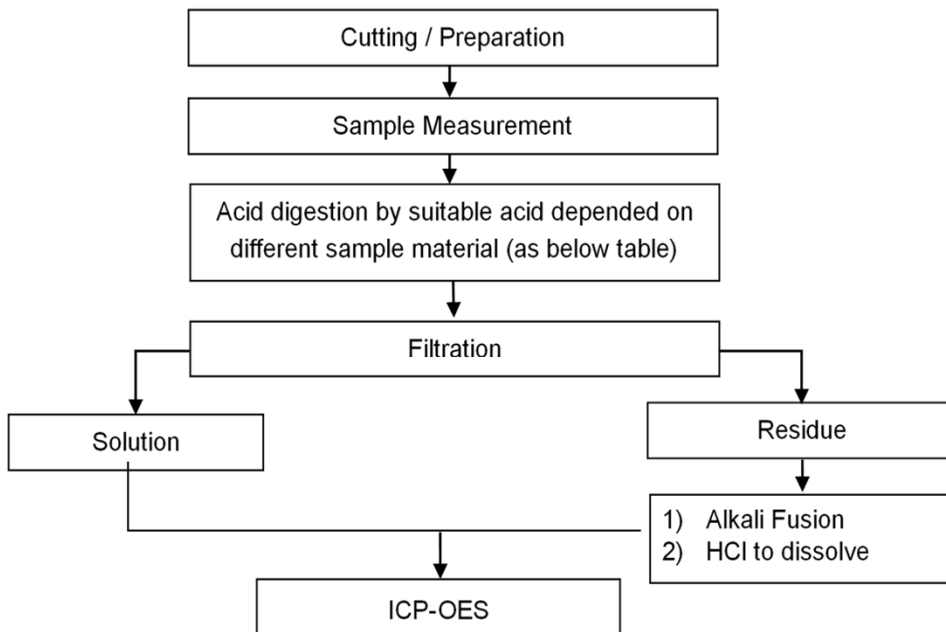 Cutting / Preparation
Sample Measurement
Acid digestion by suitable acid depended on
different sample material (as below table)
Filtration
Solution
Residue
1) Alkali Fusion
2) HCl to dissolve
ICP-OES